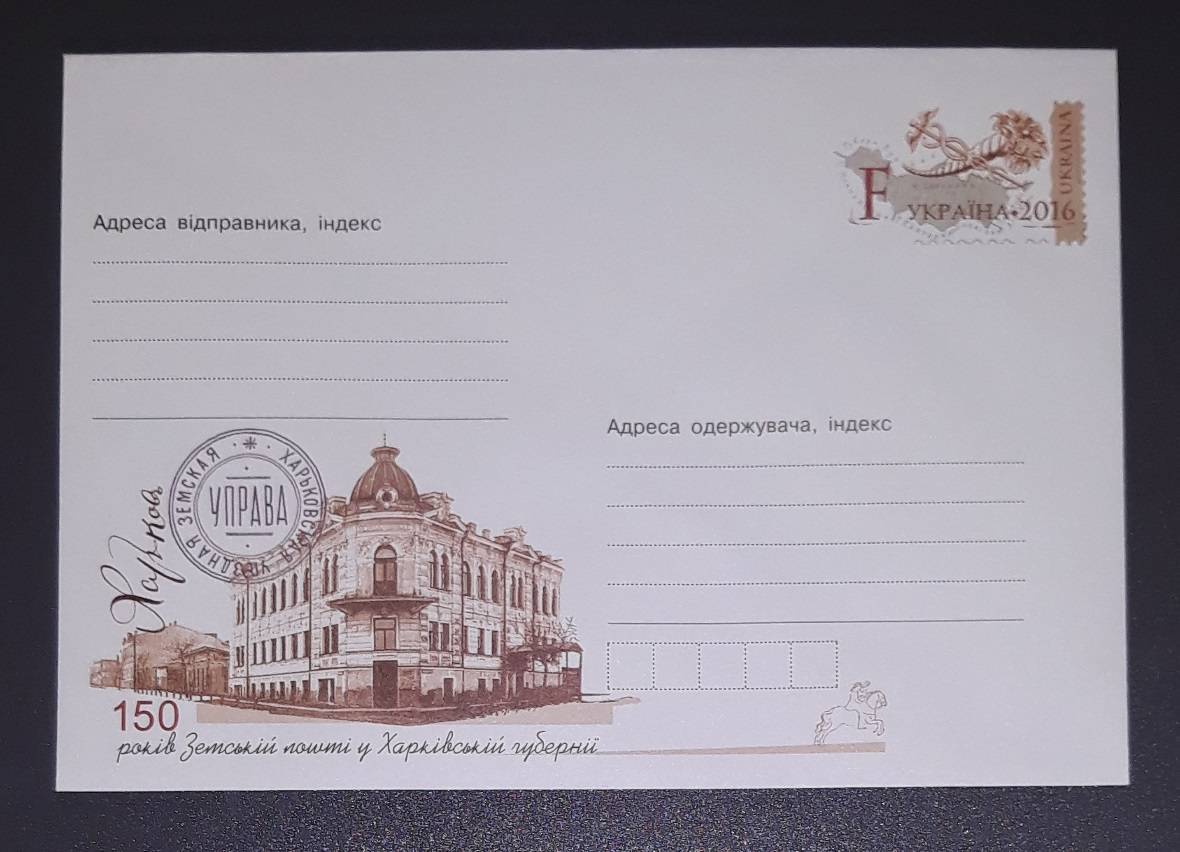 F
УКРАЇНА•2016
UKRAINA
Адреса відправника, індекс
Адреса одержувача, індекс
Харьковъ
ХАРЬКОВСКАЯ УѢЗДНАЯ ЗЕМСКАЯ
УПРАВА
150
років Земській пошті у Харківській губернії